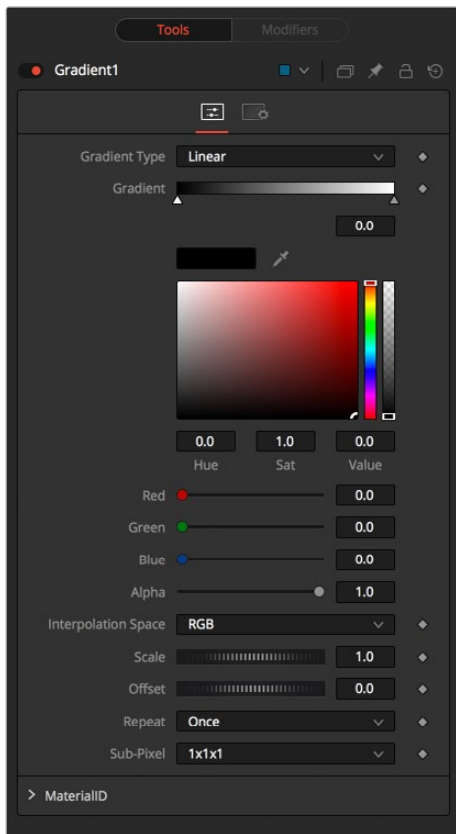 Tools Modifiers
Gradient1
Gradient Type Linear
Gradient
0.0
0.0 1.0 0.0
Hue Sat Value
Red 0.0
Green 0.0
Blue 0.0
Alpha 1.0
Interpolation Space RGB
Scale 1.0
Offset 0.0
Repeat Once
Sub-Pixel 1x1x1
> MaterialID